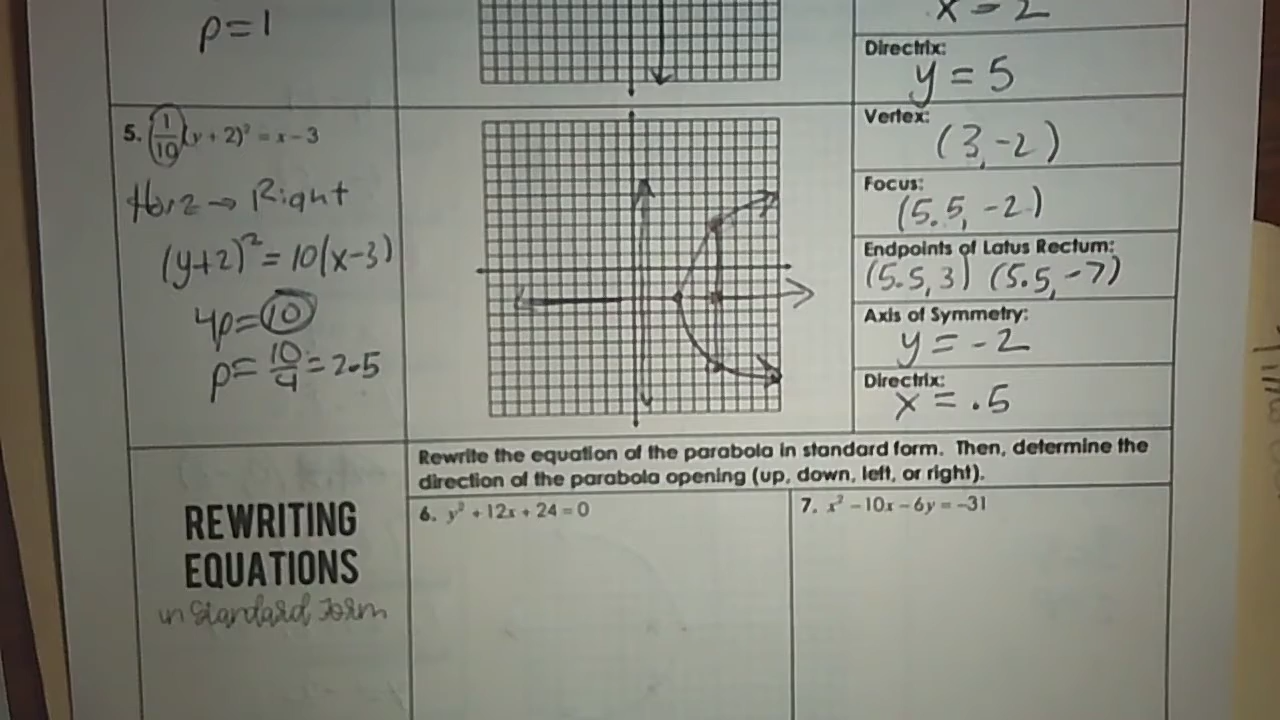 p=1
x = 2
Directrix:
y = 5
5. (1/10)(y + 2)² = x – 3
Horz → Right
(y+2)² = 10(x-3)
4p= 10
p= 10/4 = 2.5
Vertex:
(3, -2)
Focus:
(5.5, -2)
Endpoints of Latus Rectum:
(5.5, 3) (5.5, -7)
Axis of Symmetry:
y = -2
Directrix:
x = .5
REWRITING
EQUATIONS
in Standard Form
Rewrite the equation of the parabola in standard form. Then, determine the
direction of the parabola opening (up, down, left, or right).
6. y² + 12x + 24 = 0
7. x² – 10x – 6y = –31